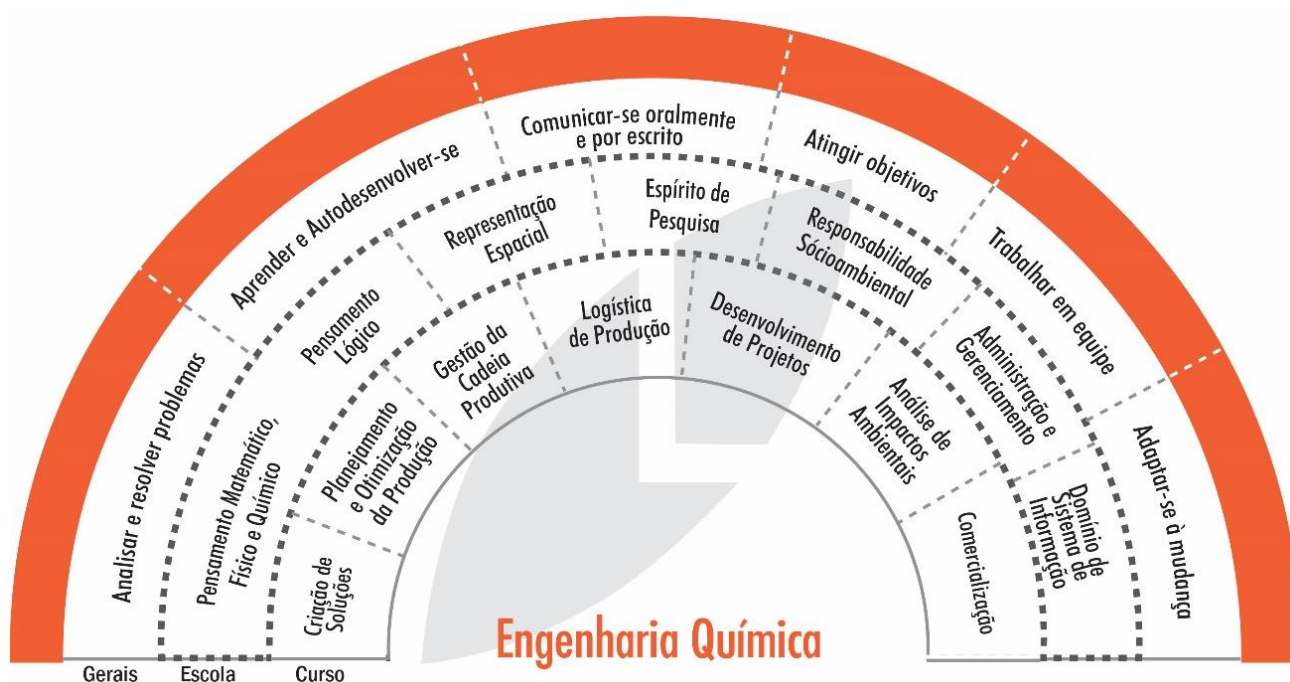 Analisar e resolver problemas
Aprender e Autodesenvolver-se
Comunicar-se oralmente
e por escrito
Atingir objetivos
Trabalhar em equipe
Adaptar-se à mudança
Pensamento Matemático,
Físico e Químico
Pensamento
Lógico
Representação
Espacial
Espírito de
Pesquisa
Responsabilidade
Sócioambiental
Administração e
Gerenciamento
Domínio de
Sistema de
Informação
Criação de
Soluções
Planejamento
e Otimização
da Produção
Gestão da
Cadeia
Produtiva
Logística
de Produção
Desenvolvimento
de Projetos
Análise de
Impactos
Ambientais
Comercialização
Engenharia Química
Gerais
Escola
Curso